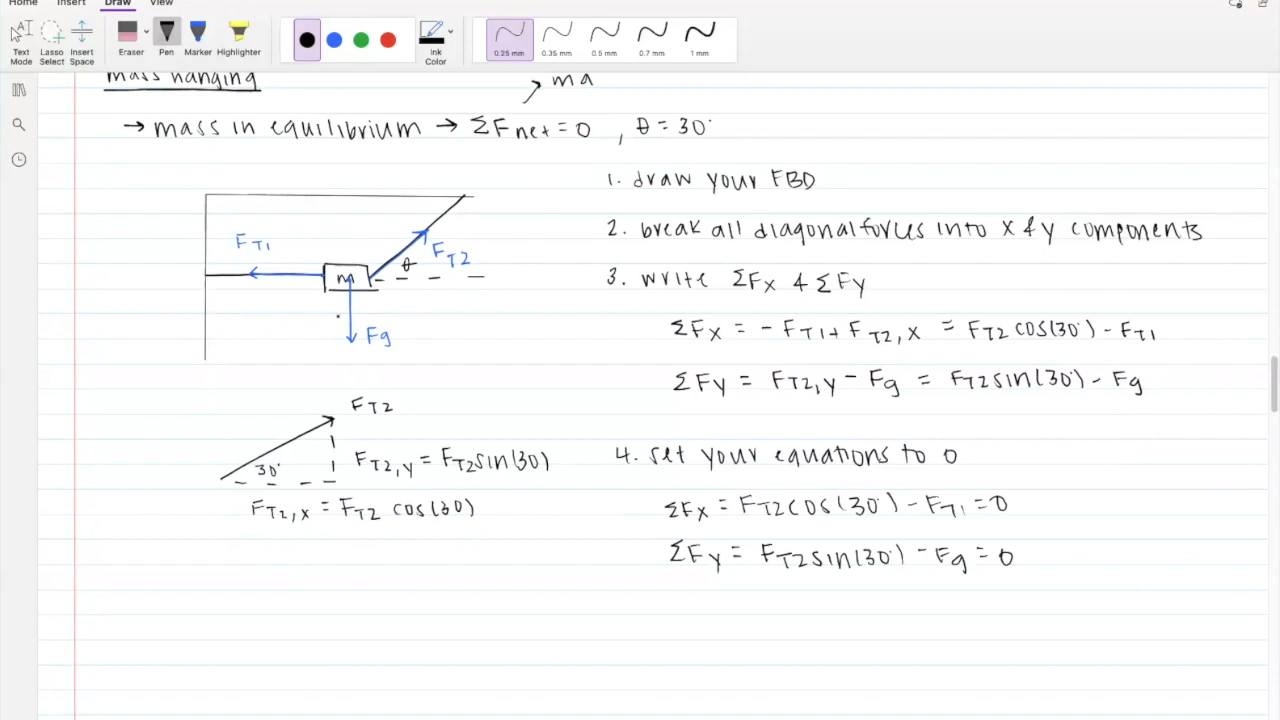 Home Insert Draw View
Text Mode Lasso Select Insert Space Eraser Pen Marker Highlighter Ink Color 0.25 mm 0.35 mm 0.5 mm 0.7 mm 1 mm
mass hanging
ma
→ mass in equilibrium → ΣFnet = 0 , θ = 30°
1. draw your FBD
2. break all diagonal forces into x & y components
3. write ΣFx & ΣFy
ΣFx = - FT1 + FT2,x = FT2 cos(30°) - FT1
ΣFy = FT2,y - Fg = FT2 sin(30°) - Fg
FT1
FT2
θ
m
Fg
FT2
30°
FT2,y = FT2 sin(30)
FT2,x = FT2 cos(30)
4. set your equations to 0
ΣFx = FT2 cos(30°) - FT1 = 0
ΣFy = FT2 sin(30°) - Fg = 0